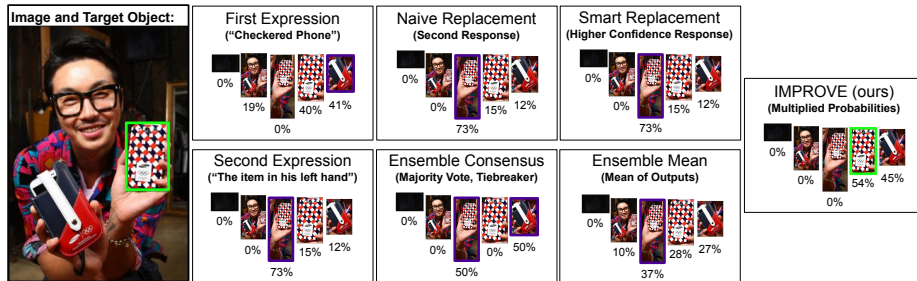 Image and Target Object:
First Expression
(“Checkered Phone”)
0%
19%
0%
40%
41%
Naive Replacement
(Second Response)
0%
0%
73%
15%
12%
Smart Replacement
(Higher Confidence Response)
0%
0%
73%
15%
12%
Second Expression
(“The item in his left hand”)
0%
0%
73%
15%
12%
Ensemble Consensus
(Majority Vote, Tiebreaker)
0%
0%
50%
0%
50%
Ensemble Mean
(Mean of Outputs)
0%
10%
37%
28%
27%
IMPROVE (ours)
(Multiplied Probabilities)
0%
0%
0%
54%
45%